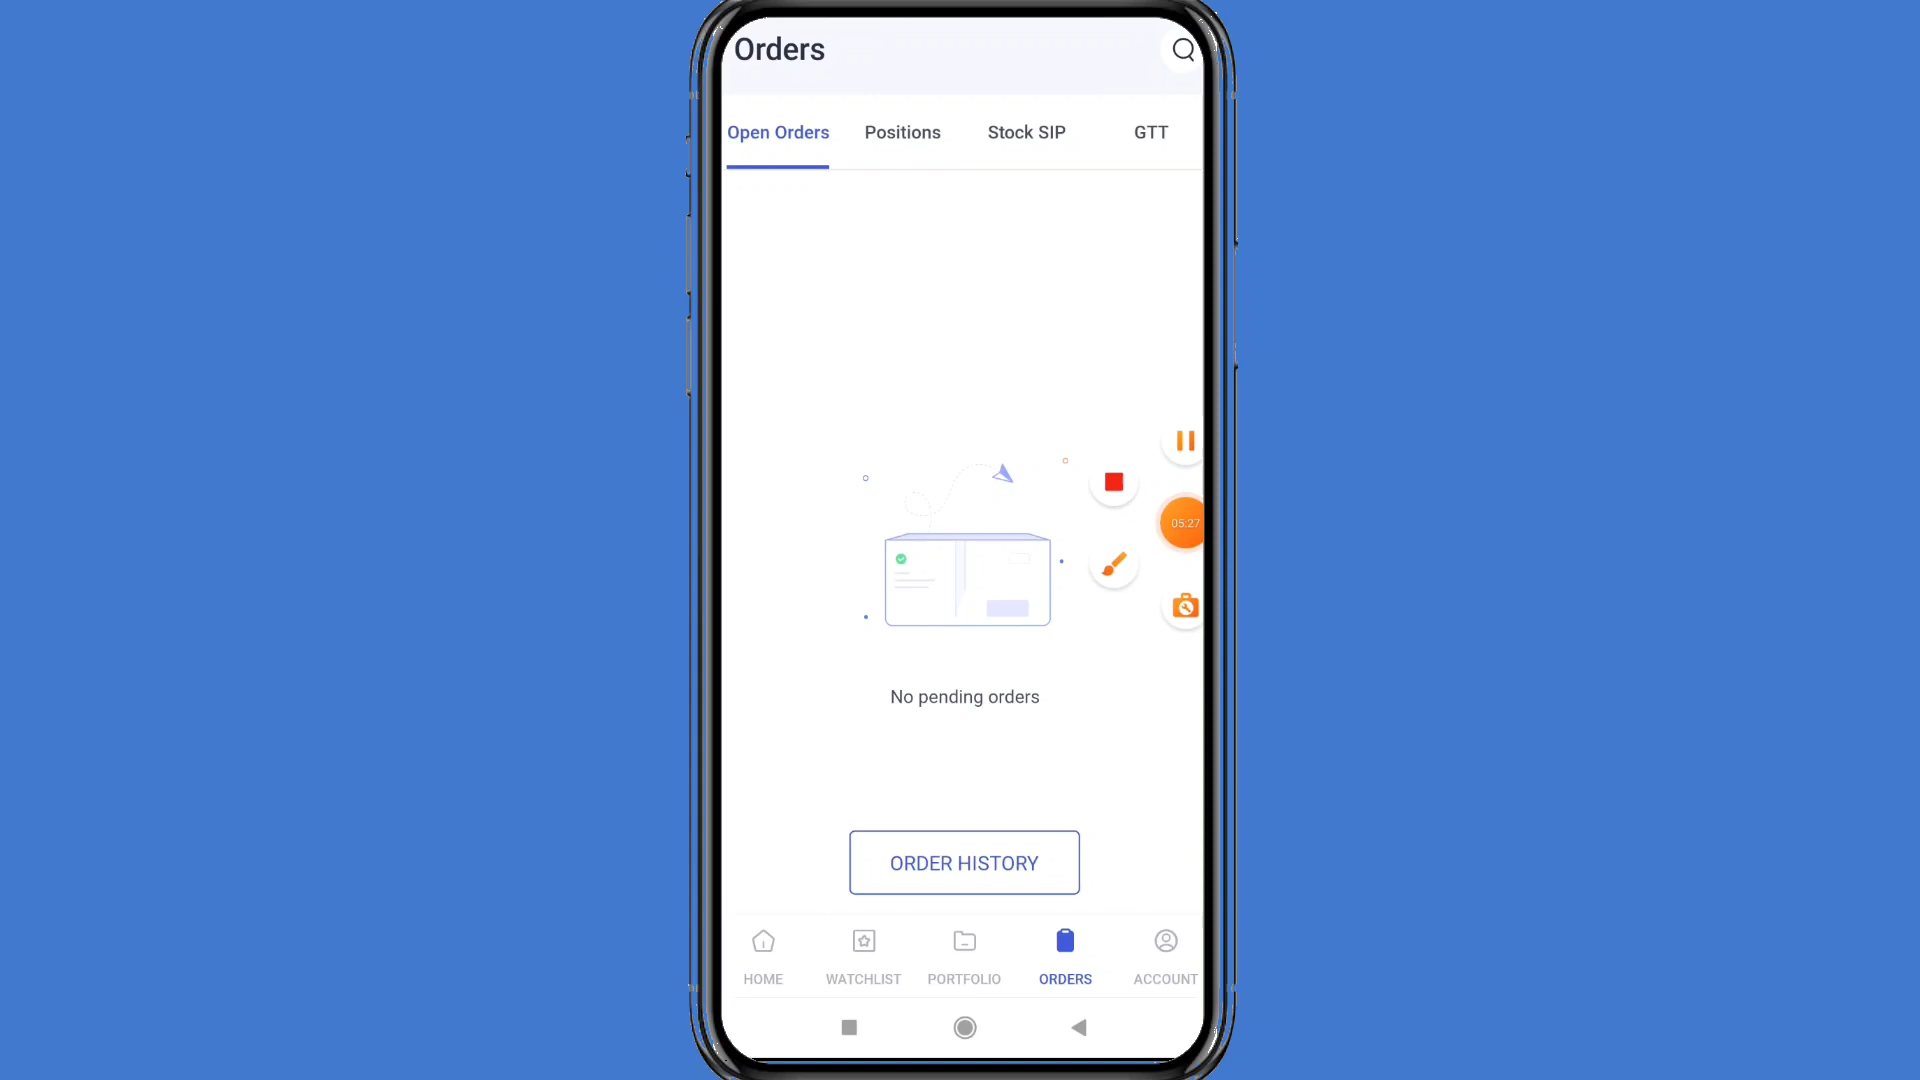 Orders
Open Orders Positions Stock SIP GTT
05:27
No pending orders
ORDER HISTORY
HOME WATCHLIST PORTFOLIO ORDERS ACCOUNT